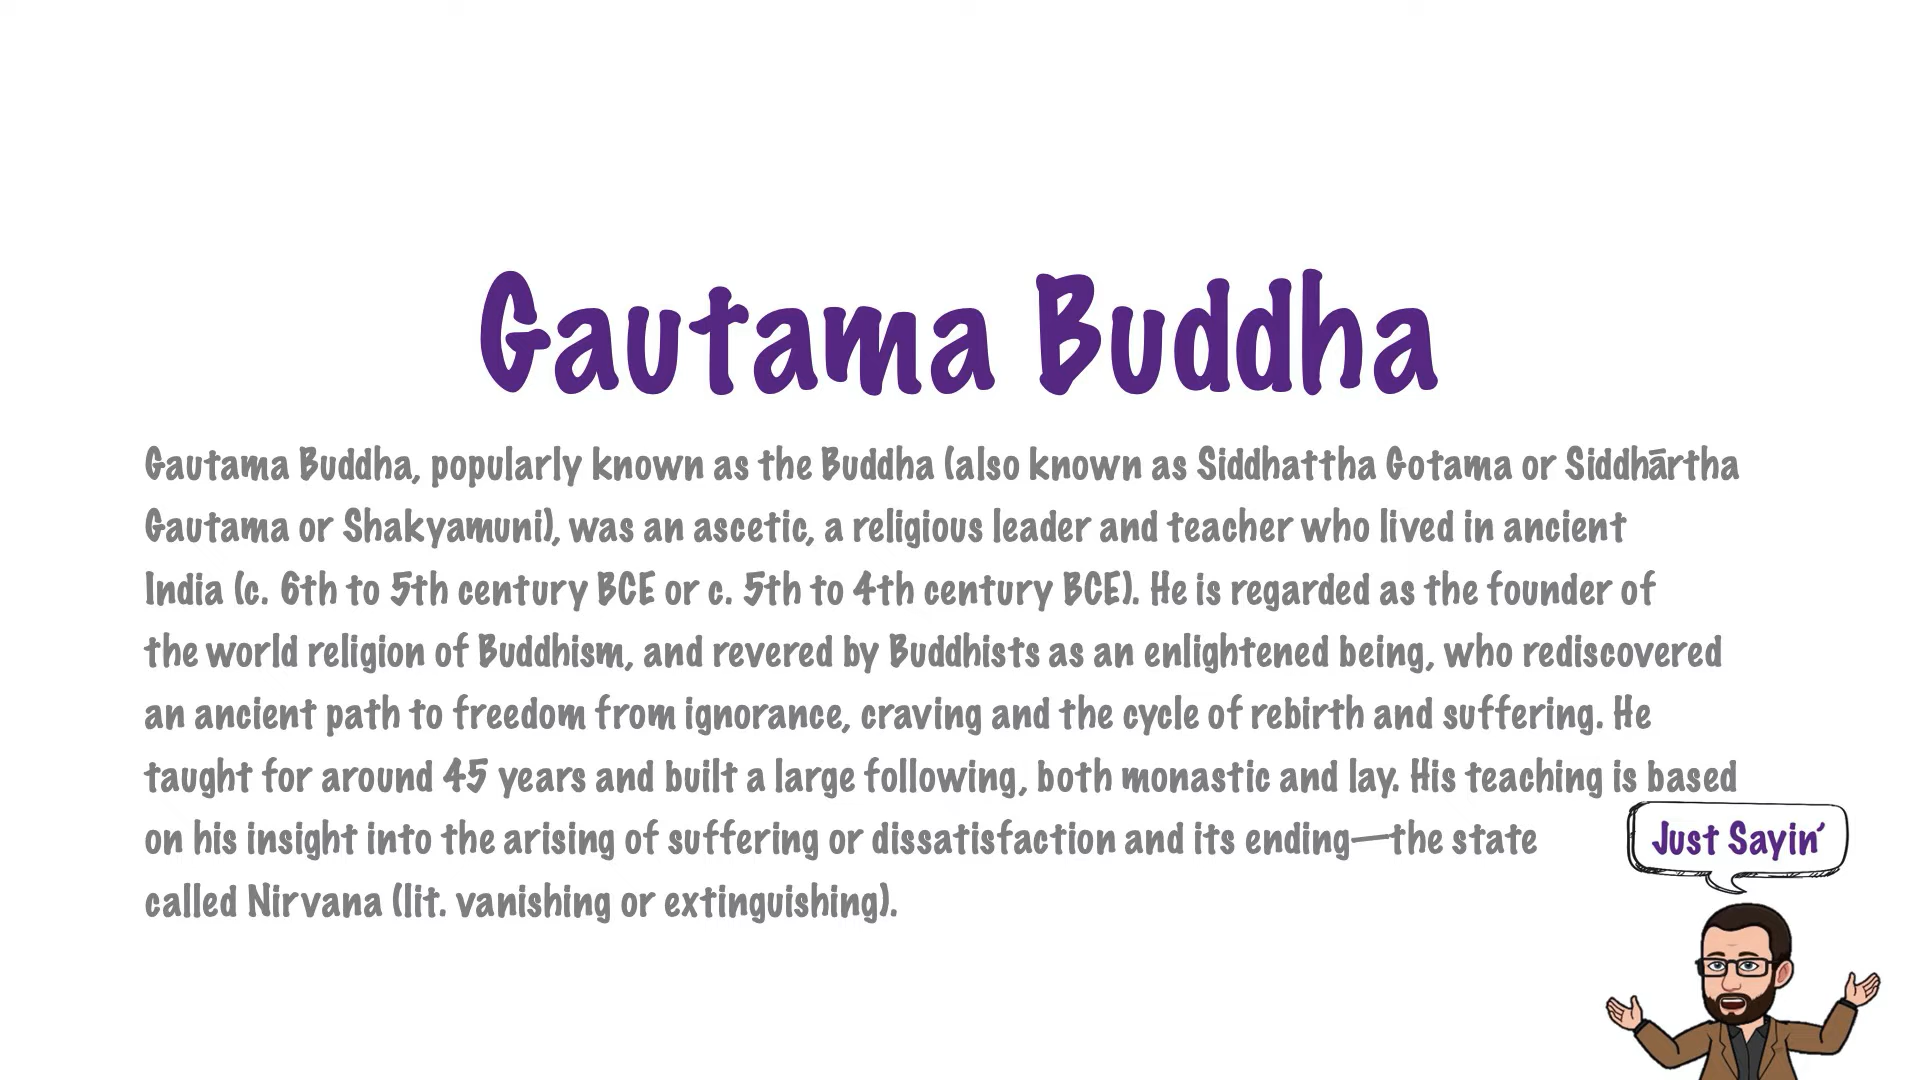 Gautama Buddha
Gautama Buddha, popularly known as the Buddha (also known as Siddhattha Gotama or Siddhārtha
Gautama or Shakyamuni), was an ascetic, a religious leader and teacher who lived in ancient
India (c. 6th to 5th century BCE or c. 5th to 4th century BCE). He is regarded as the founder of
the world religion of Buddhism, and revered by Buddhists as an enlightened being, who rediscovered
an ancient path to freedom from ignorance, craving and the cycle of rebirth and suffering. He
taught for around 45 years and built a large following, both monastic and lay. His teaching is based
on his insight into the arising of suffering or dissatisfaction and its ending—the state
called Nirvana (lit. vanishing or extinguishing).
Just Sayin’